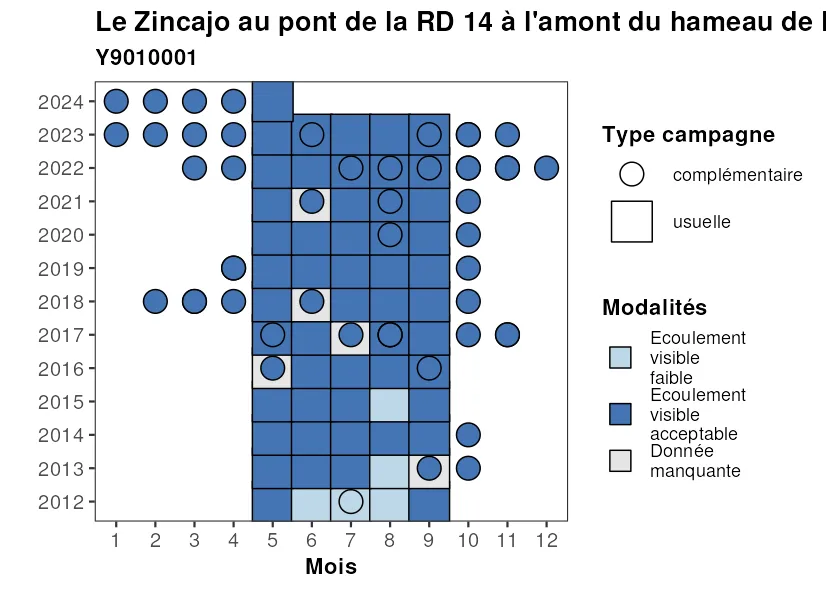 Le Zincajo au pont de la RD 14 à l'amont du hameau de
Y9010001
2024
2023
2022
2021
2020
2019
2018
2017
2016
2015
2014
2013
2012
1 2 3 4 5 6 7 8 9 10 11 12
Mois
Type campagne
complémentaire
usuelle
Modalités
Ecoulement
visible
faible
Ecoulement
visible
acceptable
Donnée
manquante